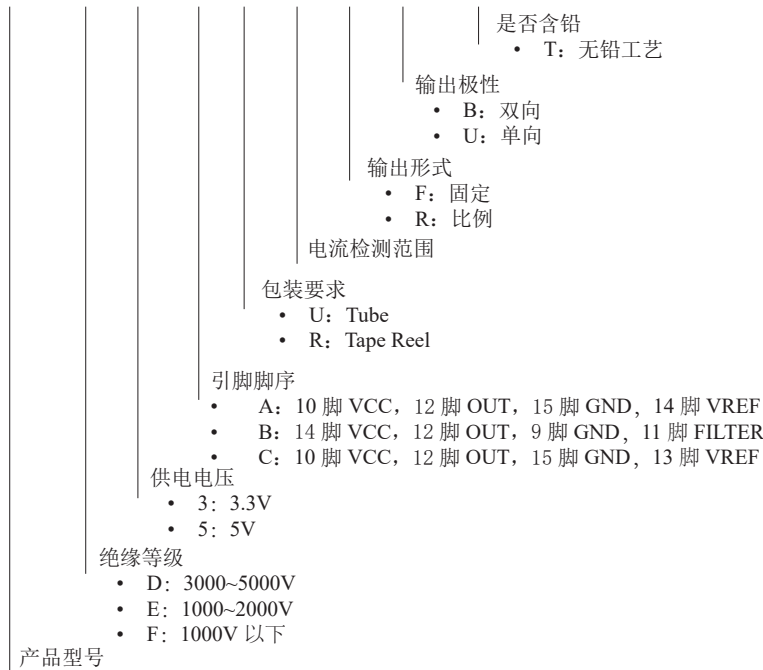 是否含铅
• T：无铅工艺
输出极性
• B：双向
• U：单向
输出形式
• F：固定
• R：比例
电流检测范围
包装要求
• U：Tube
• R：Tape Reel
引脚脚序
• A：10 脚 VCC，12 脚 OUT，15 脚 GND，14 脚 VREF
• B：14 脚 VCC，12 脚 OUT，9 脚 GND，11 脚 FILTER
• C：10 脚 VCC，12 脚 OUT，15 脚 GND，13 脚 VREF
供电电压
• 3：3.3V
• 5：5V
绝缘等级
• D：3000~5000V
• E：1000~2000V
• F：1000V 以下
产品型号